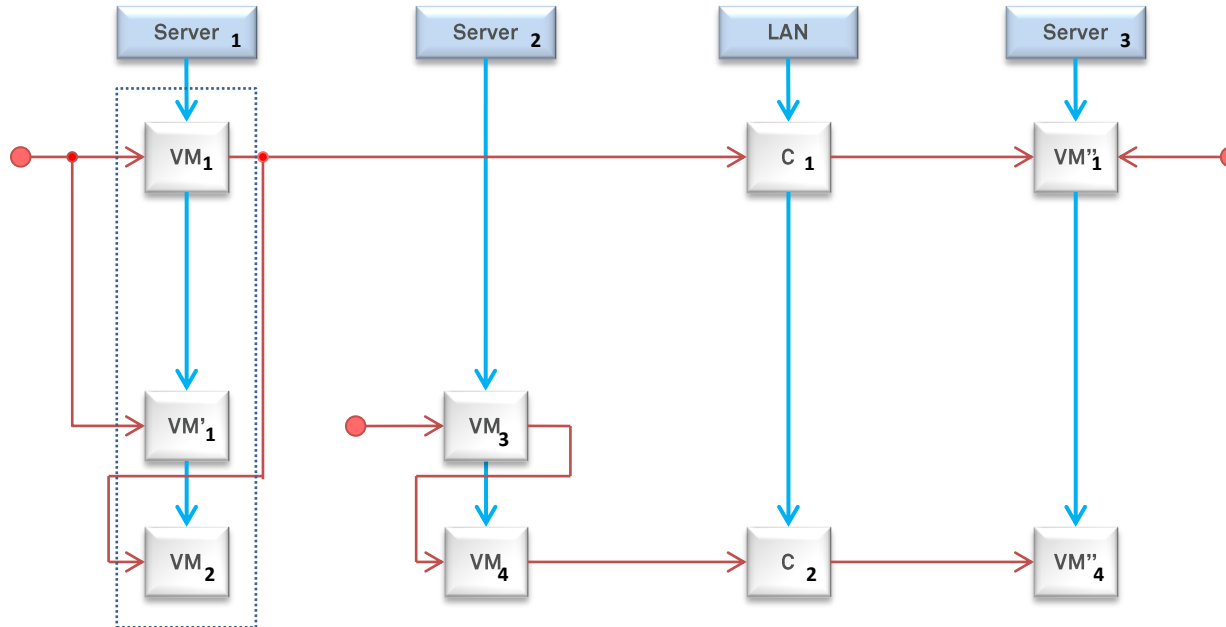 Server 1
Server 2
LAN
Server 3
VM1
C 1
VM''1
VM'1
VM3
VM2
VM4
C 2
VM''4